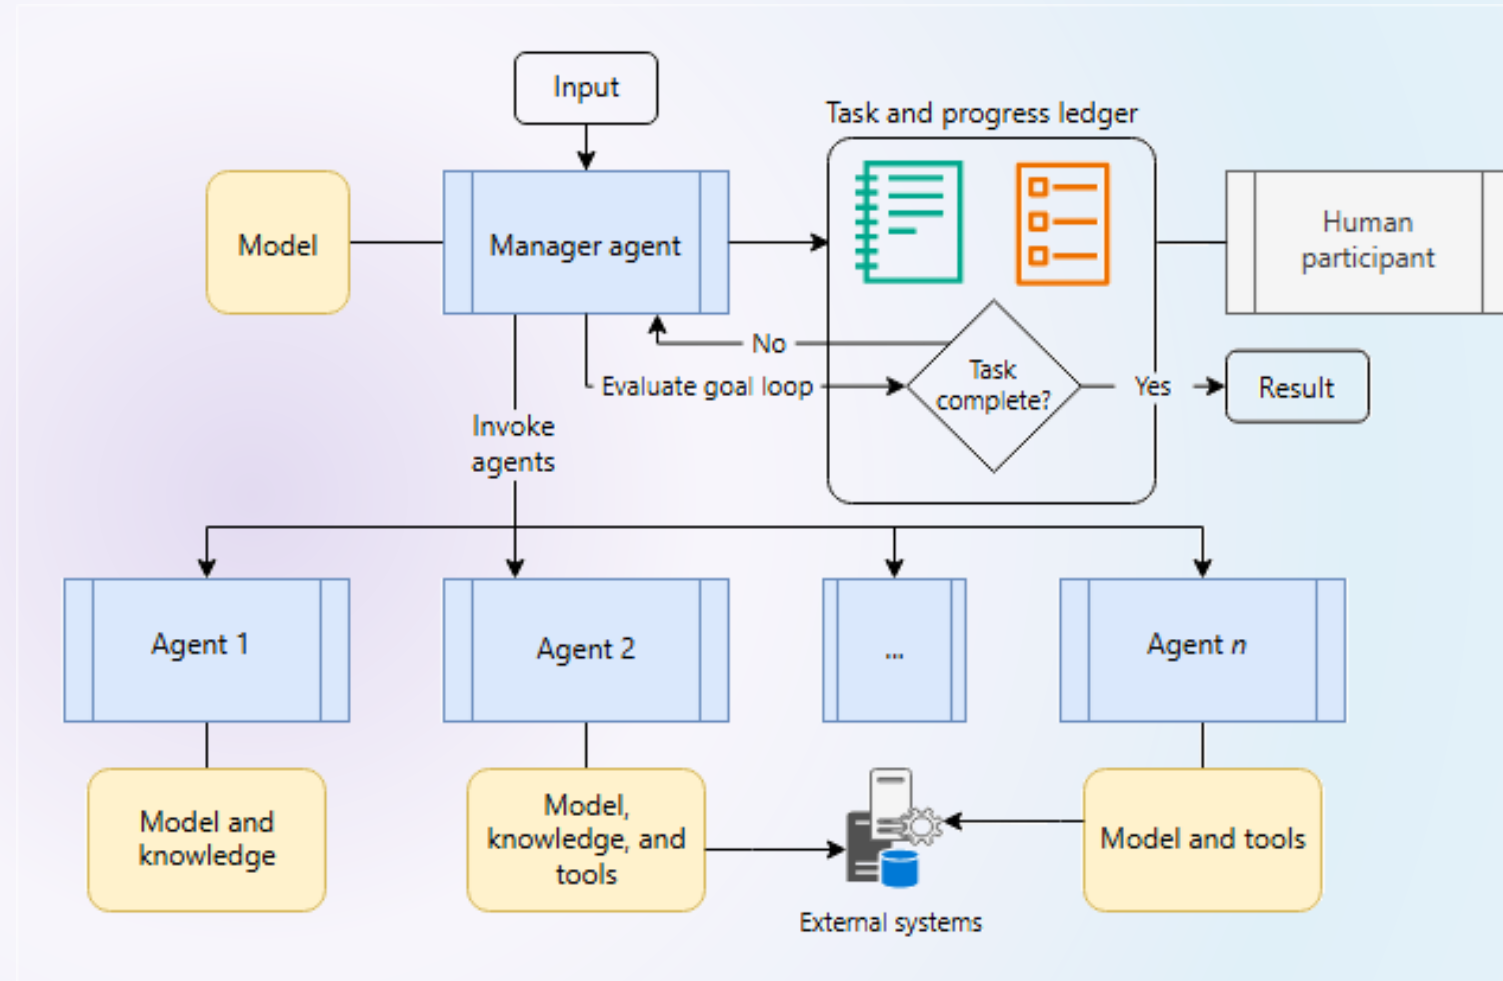 Input
Task and progress ledger
Model
Manager agent
Human
participant
No
Evaluate goal loop
Task
complete?
Yes
Result
Invoke
agents
Agent 1
Agent 2
...
Agent n
Model and
knowledge
Model,
knowledge, and
tools
Model and tools
External systems